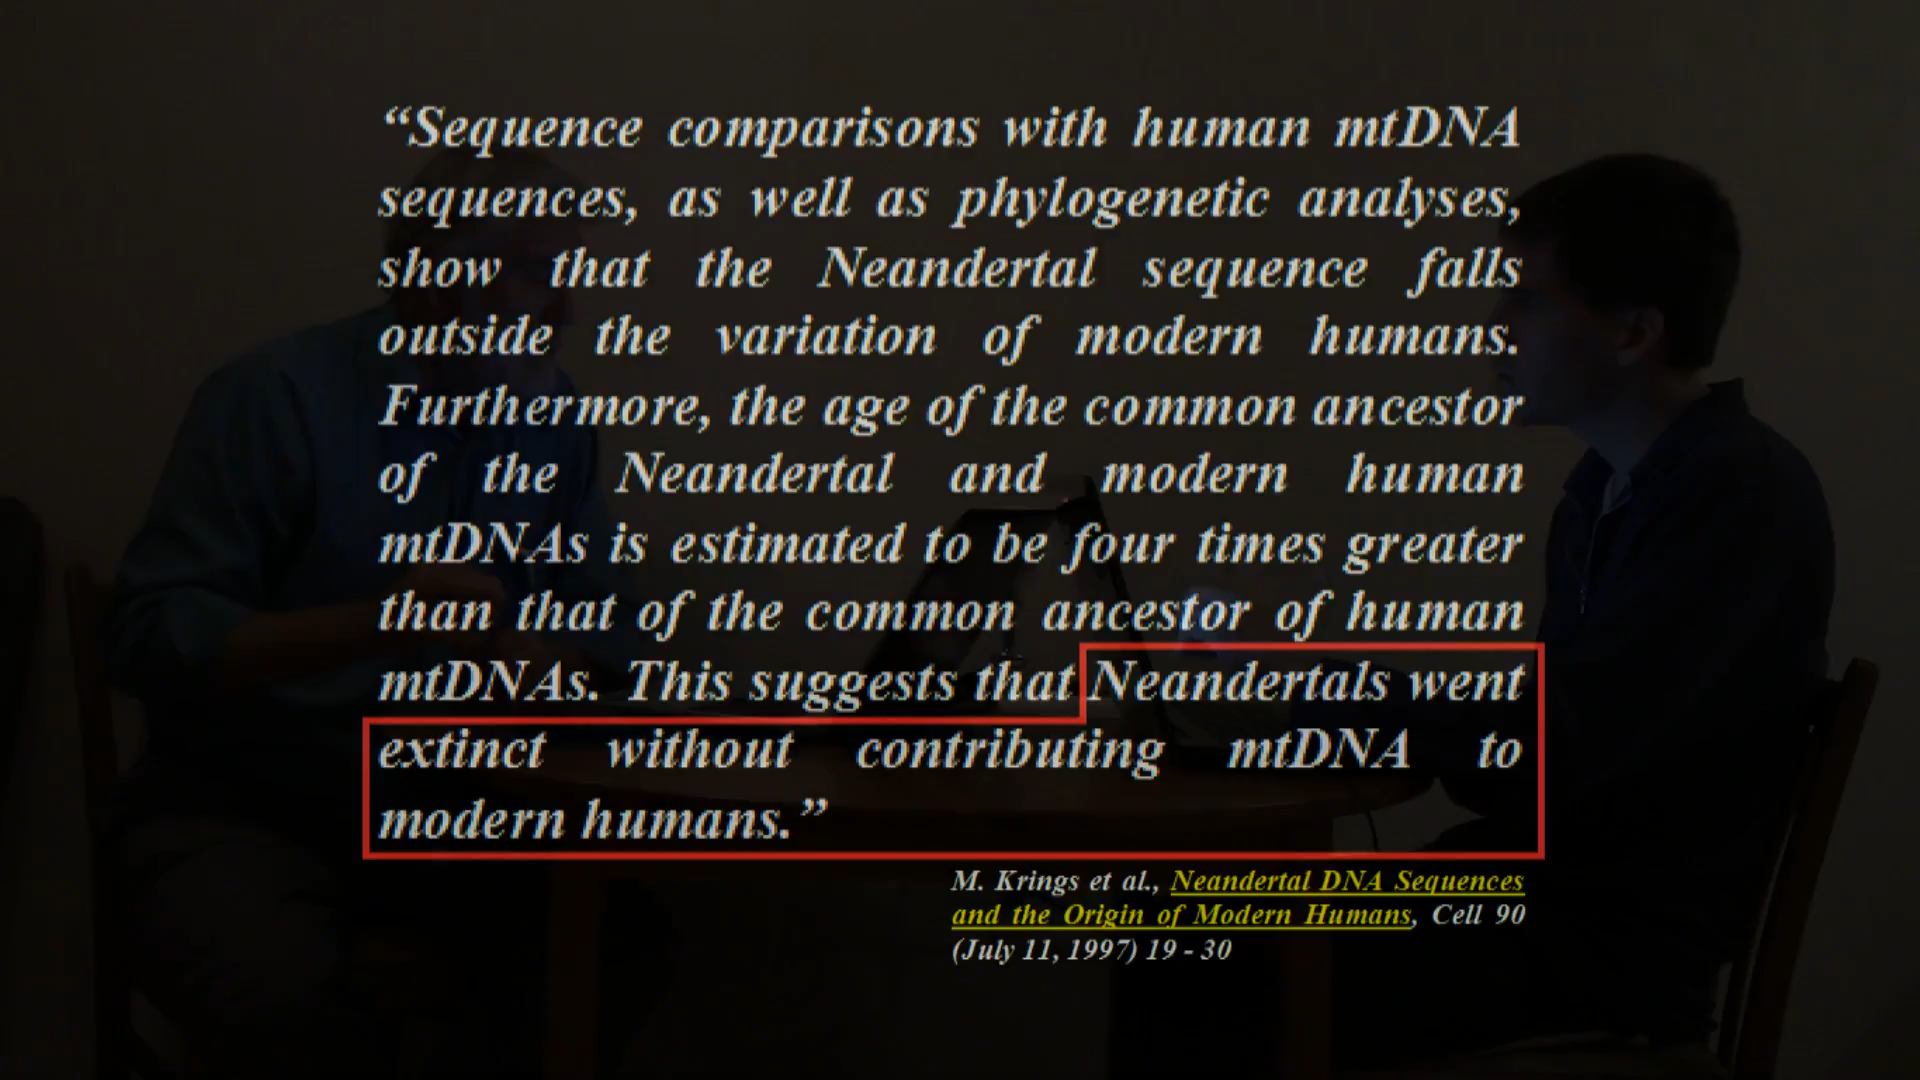 “Sequence comparisons with human mtDNA
sequences, as well as phylogenetic analyses,
show that the Neandertal sequence falls
outside the variation of modern humans.
Furthermore, the age of the common ancestor
of the Neandertal and modern human
mtDNAs is estimated to be four times greater
than that of the common ancestor of human
mtDNAs. This suggests that Neandertals went
extinct without contributing mtDNA to
modern humans.”
M. Krings et al., Neandertal DNA Sequences
and the Origin of Modern Humans, Cell 90
(July 11, 1997) 19 - 30